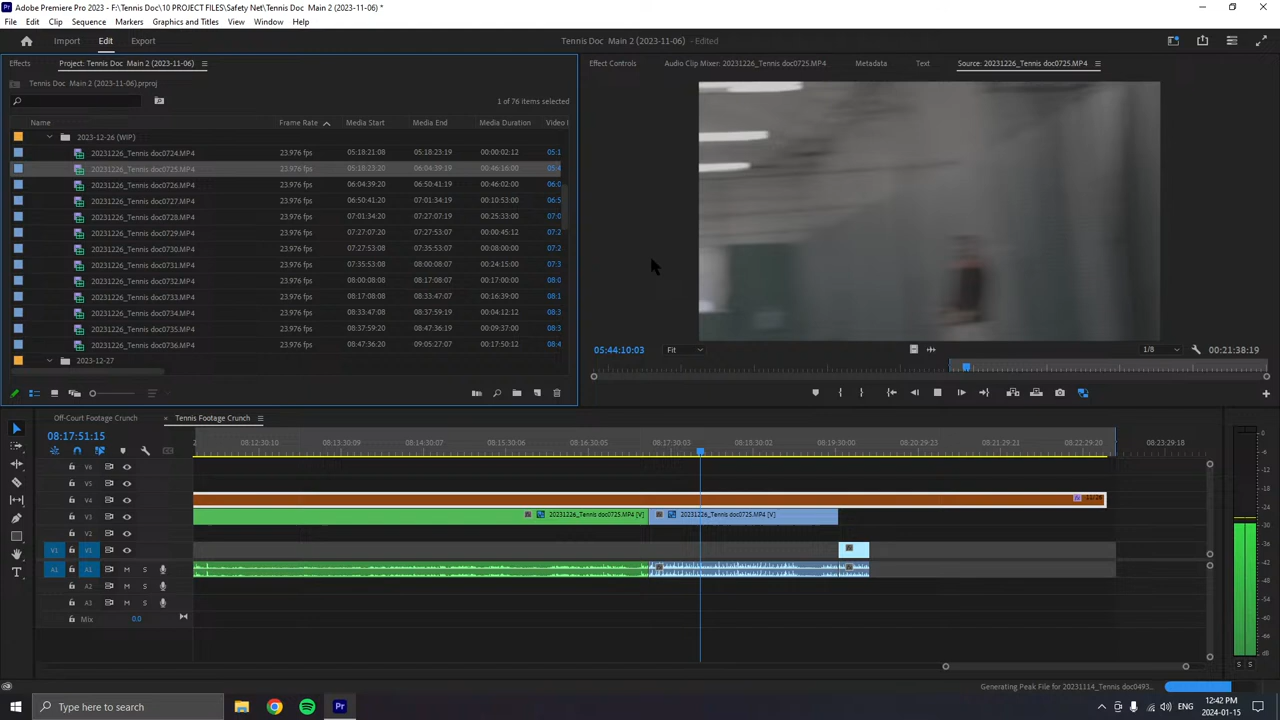 Adobe Premiere Pro 2023 - F:\Tennis Doc\10 PROJECT FILES\Safety Net\Tennis Doc Main 2 (2023-11-06) *
File Edit Clip Sequence Markers Graphics and Titles View Window Help
Import Edit Export Tennis Doc Main 2 (2023-11-06) - Edited
Effects Project: Tennis Doc Main 2 (2023-11-06) Effect Controls Audio Clip Mixer: 20231226_Tennis doc0725.MP4 Metadata Text Source: 20231226_Tennis doc0725.MP4
Tennis Doc Main 2 (2023-11-06).prproj
1 of 76 items selected
Name Frame Rate Media Start Media End Media Duration Video I
2023-12-26 (WIP)
20231226_Tennis doc0724.MP4 23.976 fps 05:18:21:08 05:18:23:19 00:00:02:12 05:1
20231226_Tennis doc0725.MP4 23.976 fps 05:18:23:20 06:04:39:19 00:46:16:00 05:4
20231226_Tennis doc0726.MP4 23.976 fps 06:04:39:20 06:50:41:19 00:46:02:00 06:0
20231226_Tennis doc0727.MP4 23.976 fps 06:50:41:20 07:01:34:19 00:10:53:00 06:5
20231226_Tennis doc0728.MP4 23.976 fps 07:01:34:20 07:27:07:19 00:25:33:00 07:0
20231226_Tennis doc0729.MP4 23.976 fps 07:27:07:20 07:27:53:07 00:00:45:12 07:2
20231226_Tennis doc0730.MP4 23.976 fps 07:27:53:08 07:35:53:07 00:08:00:00 07:2
20231226_Tennis doc0731.MP4 23.976 fps 07:35:53:08 08:00:08:07 00:24:15:00 07:3
20231226_Tennis doc0732.MP4 23.976 fps 08:00:08:08 08:17:08:07 00:17:00:00 08:0
20231226_Tennis doc0733.MP4 23.976 fps 08:17:08:08 08:33:47:07 00:16:39:00 08:1
20231226_Tennis doc0734.MP4 23.976 fps 08:33:47:08 08:37:59:19 00:04:12:12 08:3
20231226_Tennis doc0735.MP4 23.976 fps 08:37:59:20 08:47:36:19 00:09:37:00 08:3
20231226_Tennis doc0736.MP4 23.976 fps 08:47:36:20 09:05:27:07 00:17:50:12 08:4
2023-12-27
05:44:10:03 Fit 1/8 00:21:38:19
Off-Court Footage Crunch × Tennis Footage Crunch
08:17:51:15
2 08:12:30:10 08:13:30:09 08:14:30:07 08:15:30:06 08:16:30:05 08:17:30:03 08:18:30:02 08:19:30:00 08:20:29:23 08:21:29:21 08:22:29:20 08:23:29:18
V6
V5
V4 11/26
V3 20231226_Tennis doc0725.MP4 [V] 20231226_Tennis doc0725.MP4 [V]
V2
V1 V1
A1 A1 M S
A2 M S
A3 M S
Mix 0.0
0
-6
-12
-18
-24
-30
-36
-42
-48
-54
dB
S S
Generating Peak File for 20231114_Tennis doc0493...
Type here to search
ENG 12:42 PM
2024-01-15